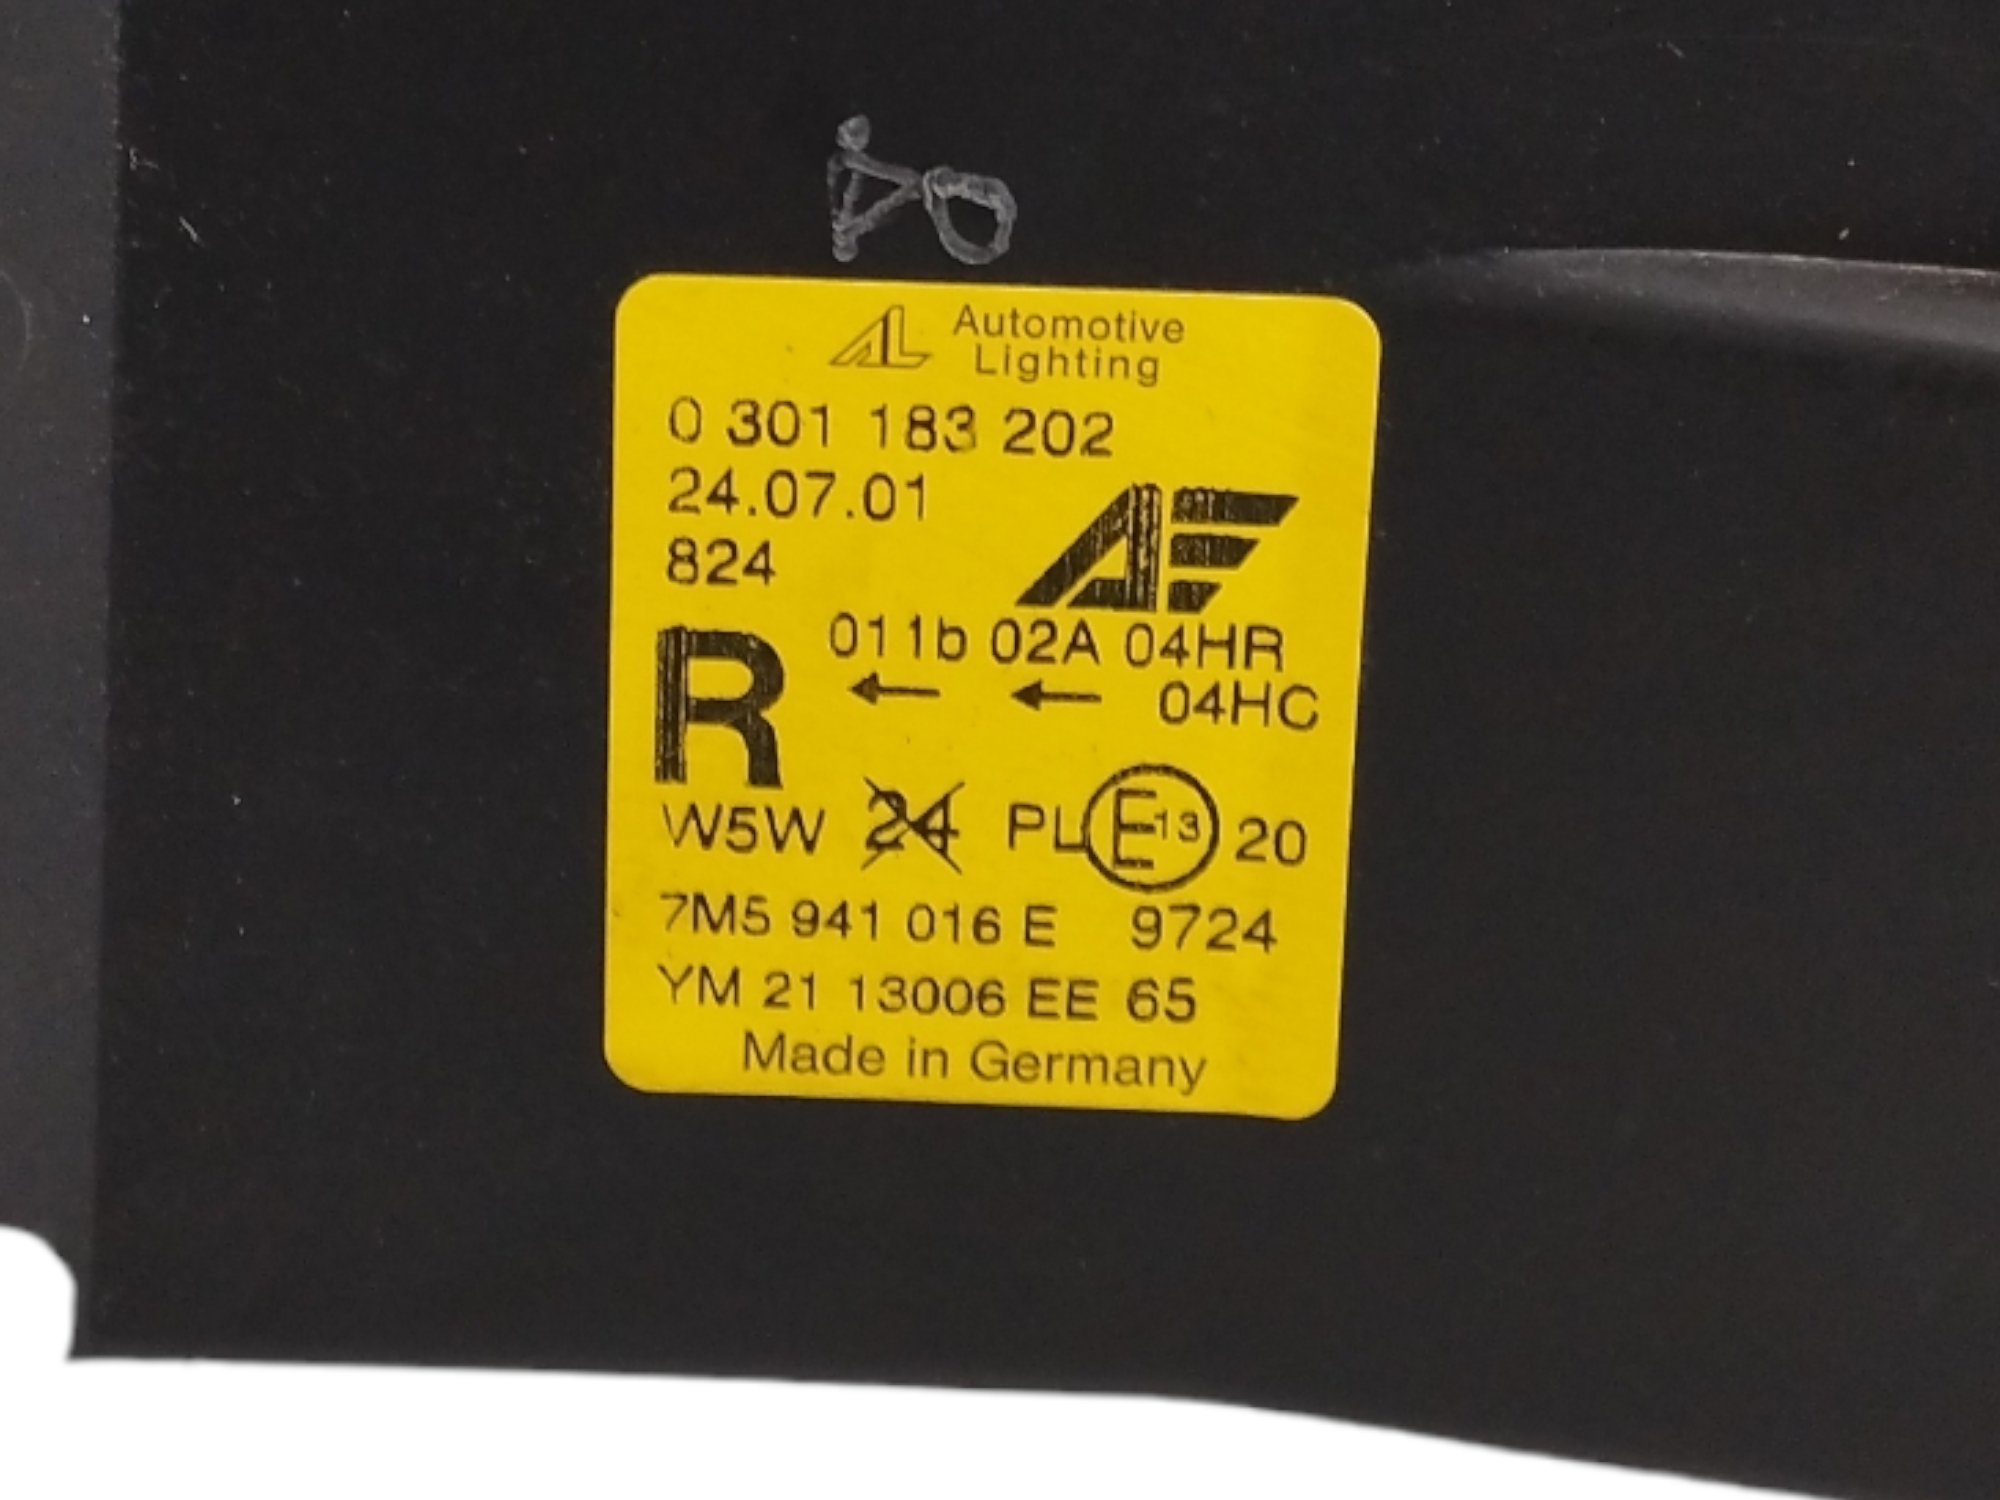 AL Automotive
Lighting
0 301 183 202
24.07.01
824
R
011b 02A 04HR
← ← 04HC
W5W 24 PL E13 20
7M5 941 016 E 9724
YM 21 13006 EE 65
Made in Germany